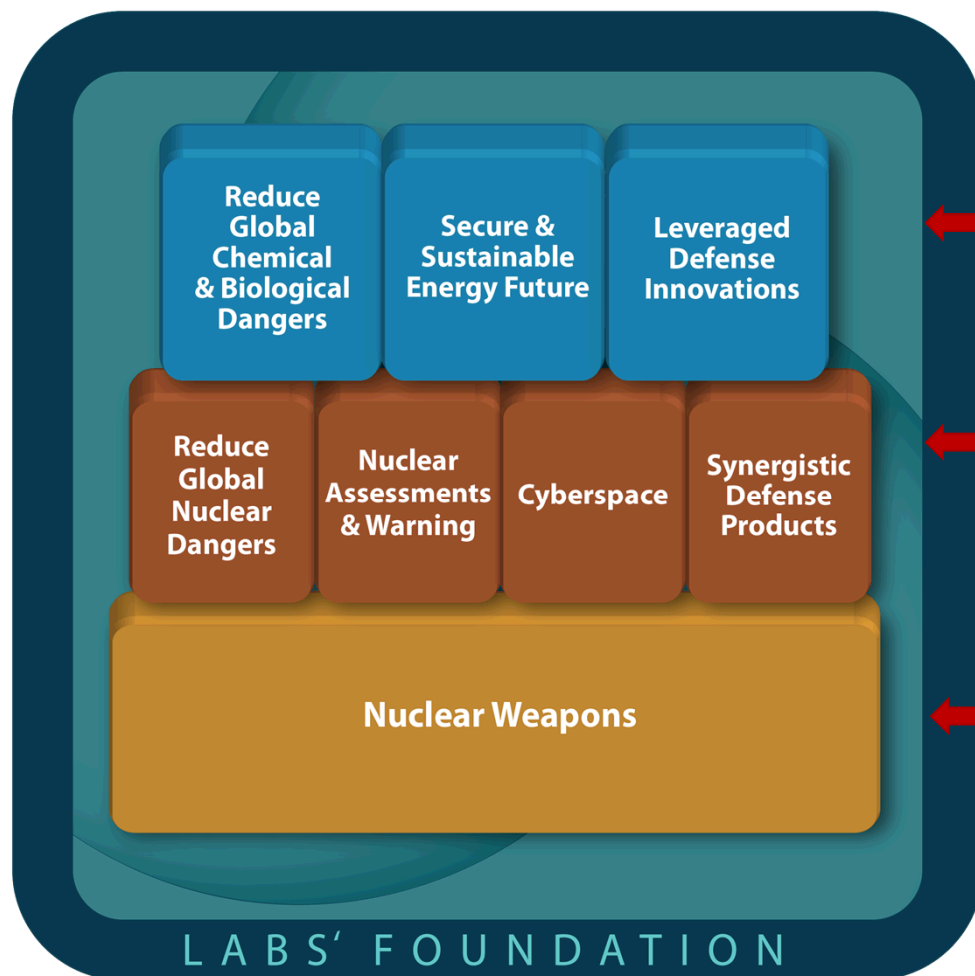 Reduce
Global
Chemical
& Biological
Dangers
Secure &
Sustainable
Energy Future
Leveraged
Defense
Innovations
Reduce
Global
Nuclear
Dangers
Nuclear
Assessments
& Warning
Cyberspace
Synergistic
Defense
Products
Nuclear Weapons
LABS‘ FOUNDATION